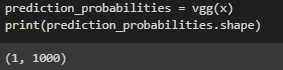 prediction_probabilities = vgg(x)
print(prediction_probabilities.shape)
(1, 1000)